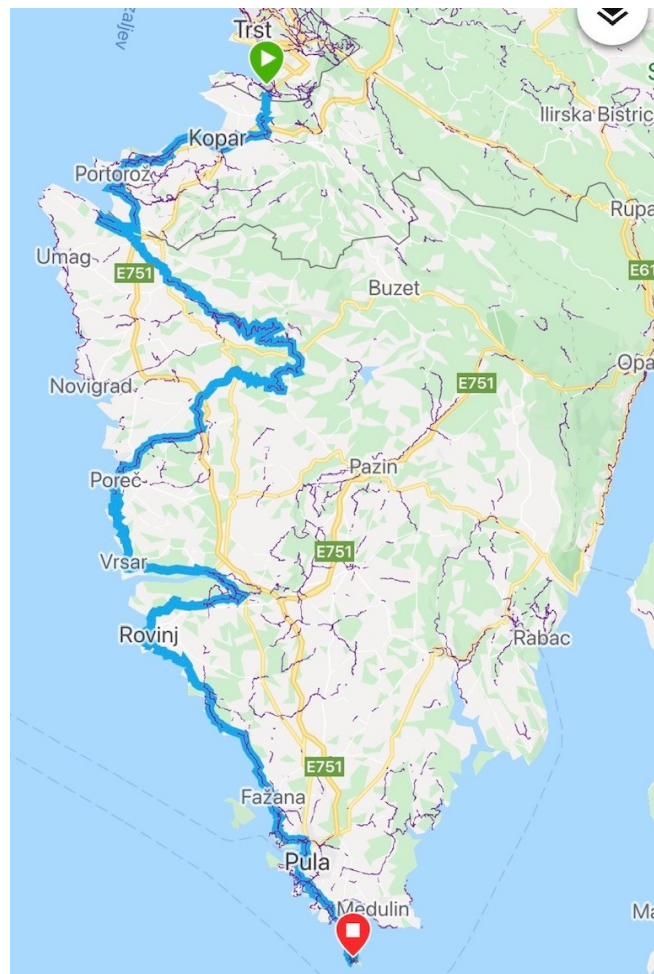 zaljev
Trst
S
Ilirska Bistric
Kopar
Portorož
Rupa
Umag
E751
E61
Buzet
Opa
Novigrad
E751
Poreč
Pazin
E751
Vrsar
Rovinj
Rabac
E751
Fažana
Pula
Medulin
Ma